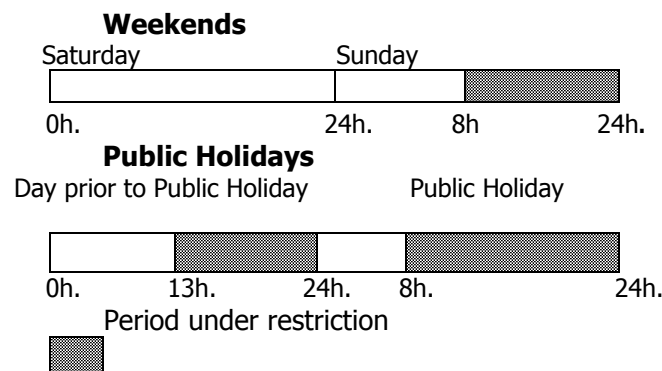 Weekends
Saturday Sunday
0h. 24h. 8h 24h.
Public Holidays
Day prior to Public Holiday Public Holiday
0h. 13h. 24h. 8h. 24h.
Period under restriction